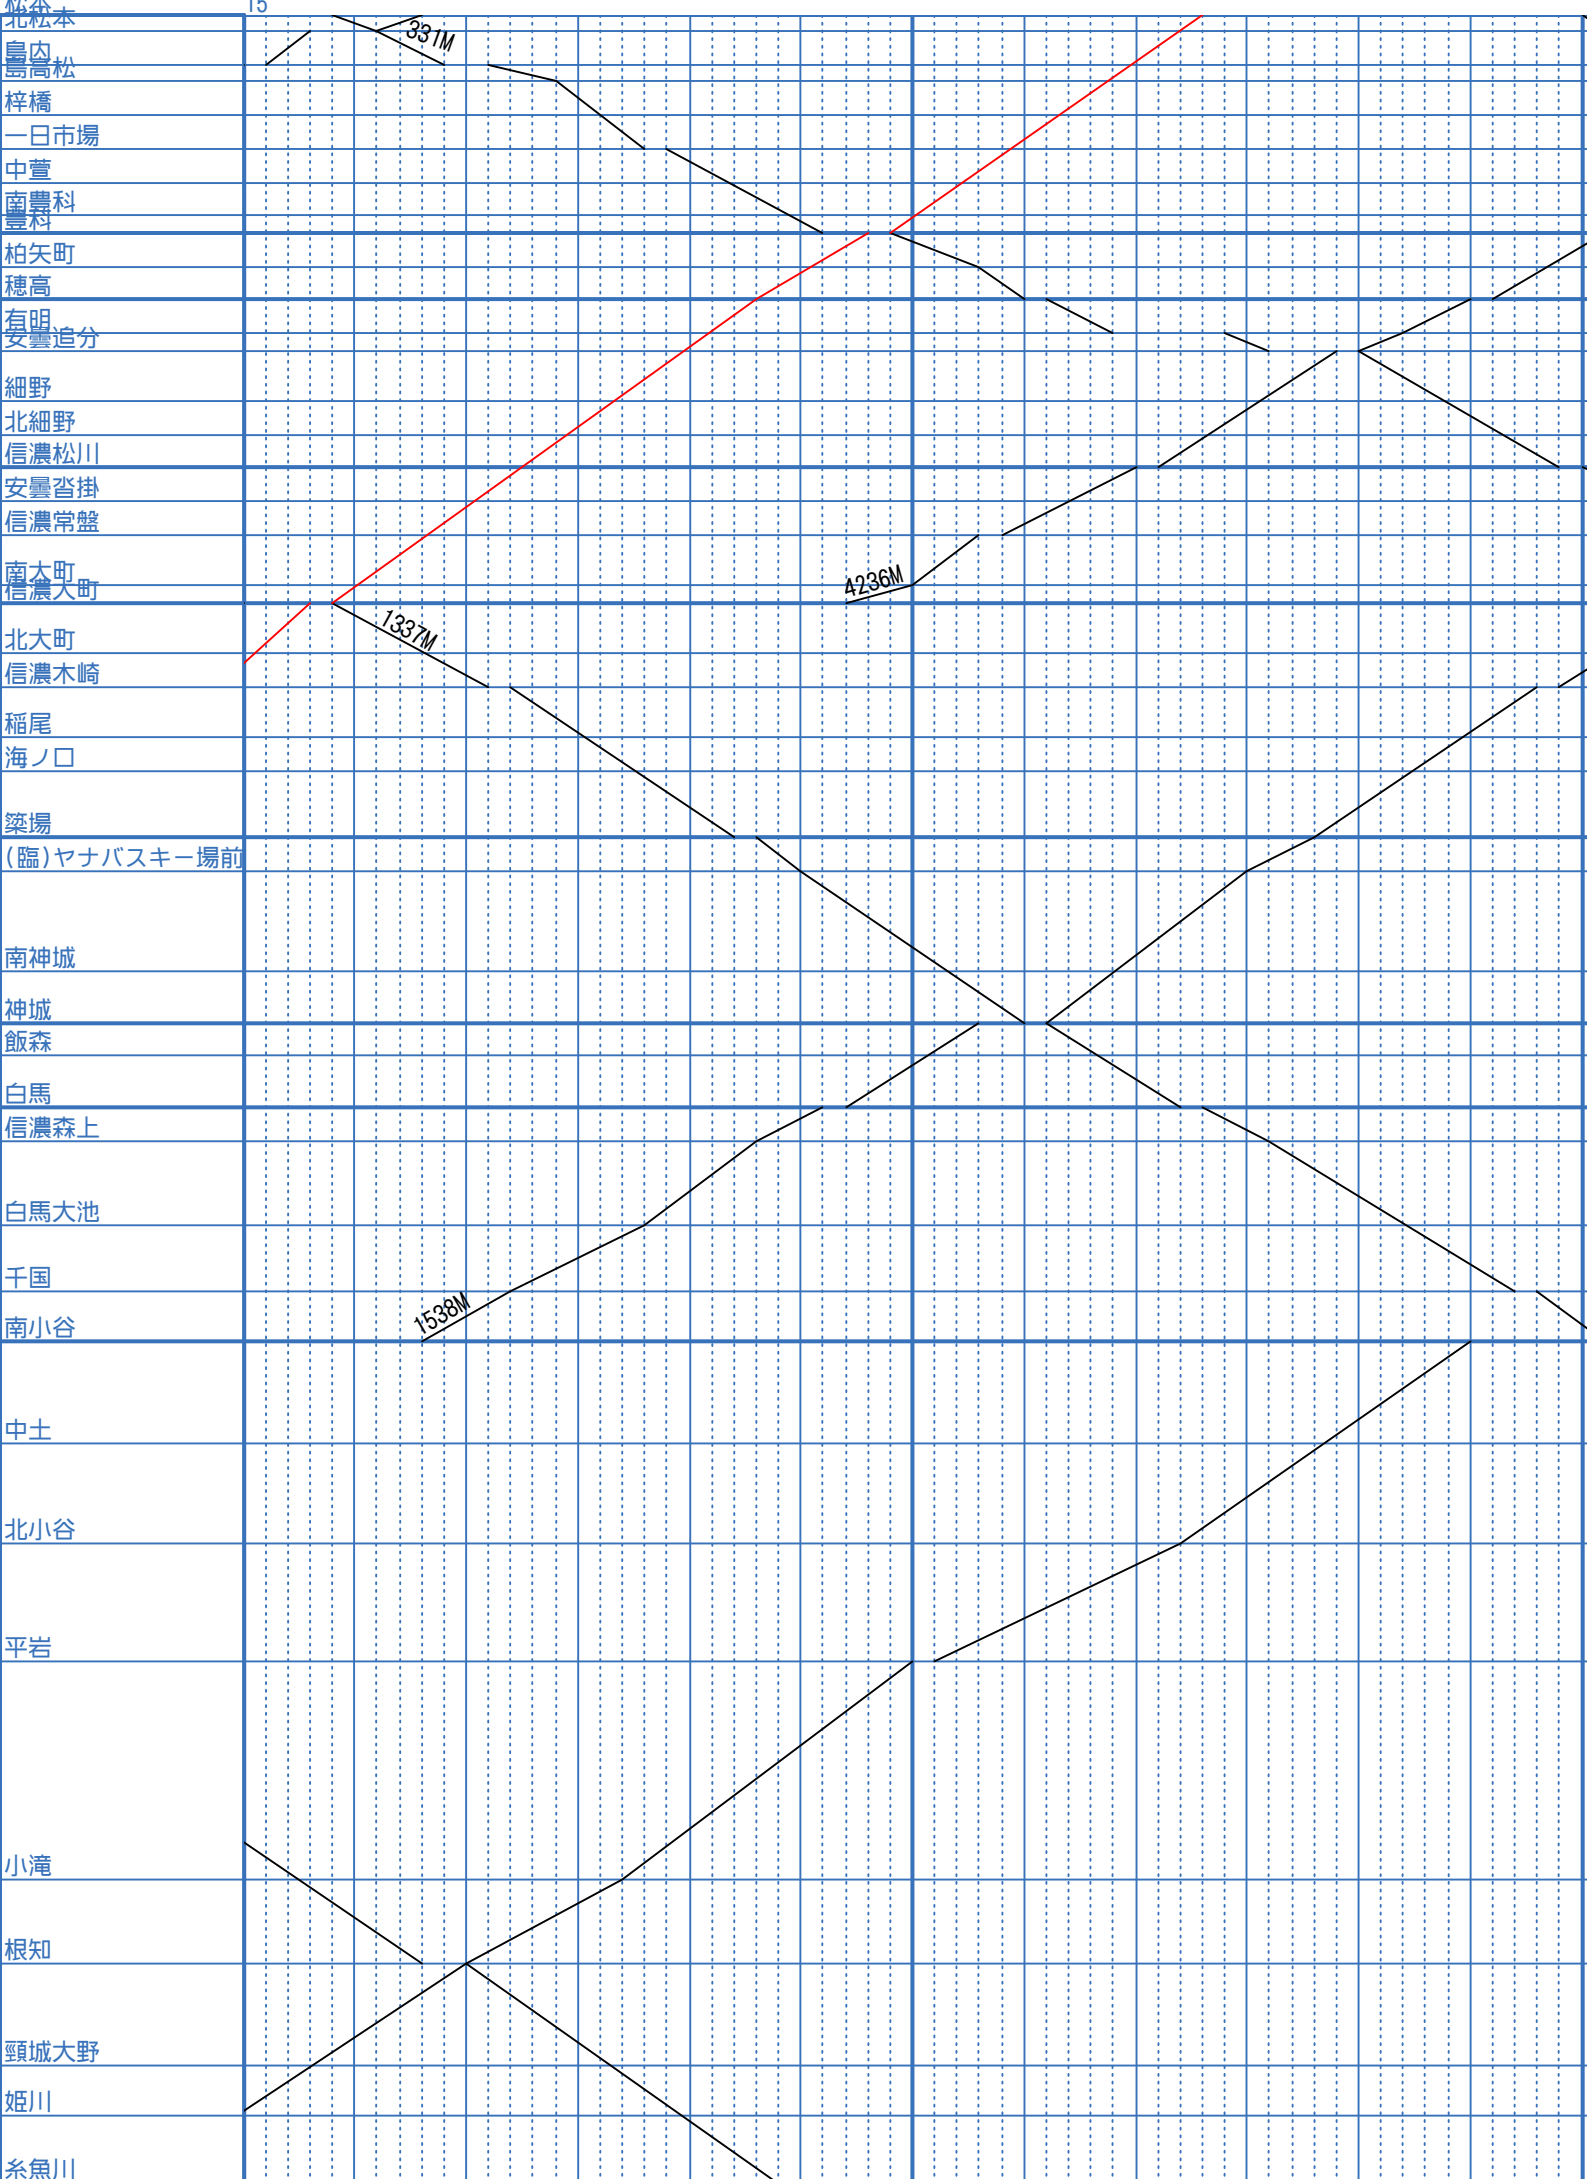 松本
15
北松本
331M
島内
島高松
梓橋
一日市場
中萱
南豊科
豊科
柏矢町
穂高
有明
安曇追分
細野
北細野
信濃松川
安曇沓掛
信濃常盤
南大町
4236M
信濃大町
1337M
北大町
信濃木崎
稲尾
海ノ口
簗場
(臨)ヤナバスキー場前
南神城
神城
飯森
白馬
信濃森上
白馬大池
千国
1538M
南小谷
中土
北小谷
平岩
小滝
根知
頸城大野
姫川
糸魚川